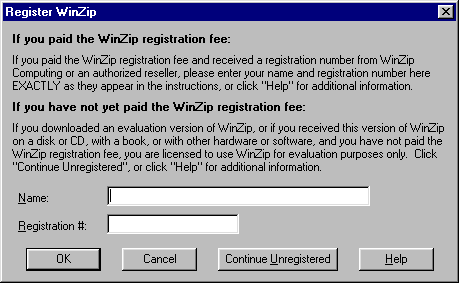 Register WinZip
If you paid the WinZip registration fee:
If you paid the WinZip registration fee and received a registration number from WinZip
Computing or an authorized reseller, please enter your name and registration number here
EXACTLY as they appear in the instructions, or click "Help" for additional information.
If you have not yet paid the WinZip registration fee:
If you downloaded an evaluation version of WinZip, or if you received this version of WinZip
on a disk or CD, with a book, or with other hardware or software, and you have not paid the
WinZip registration fee, you are licensed to use WinZip for evaluation purposes only. Click
"Continue Unregistered", or click "Help" for additional information.
Name:
Registration #:
OK Cancel Continue Unregistered Help